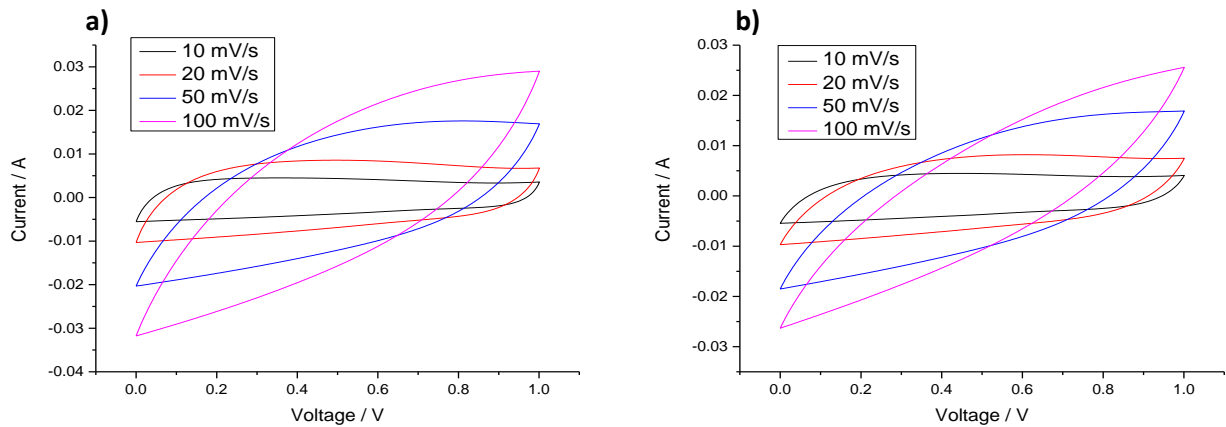 a)
10 mV/s
20 mV/s
50 mV/s
100 mV/s
0.03
0.02
0.01
0.00
-0.01
-0.02
-0.03
-0.04
Current / A
0.0 0.2 0.4 0.6 0.8 1.0
Voltage / V
b)
10 mV/s
20 mV/s
50 mV/s
100 mV/s
0.03
0.02
0.01
0.00
-0.01
-0.02
-0.03
Current / A
0.0 0.2 0.4 0.6 0.8 1.0
Voltage / V